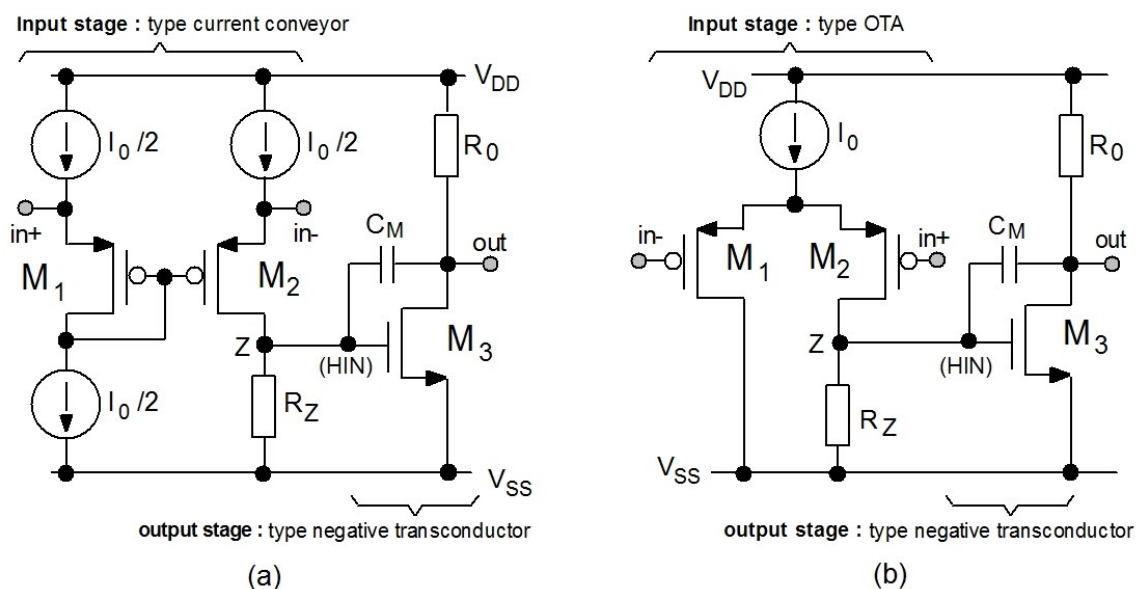 Input stage : type current conveyor
V_DD
I_0/2
I_0/2
R_0
in+
in-
C_M
out
M_1
M_2
Z
(HIN)
M_3
I_0/2
R_Z
V_SS
output stage : type negative transconductor
(a)
Input stage : type OTA
V_DD
I_0
R_0
in-
in+
C_M
out
M_1
M_2
Z
(HIN)
M_3
R_Z
V_SS
output stage : type negative transconductor
(b)